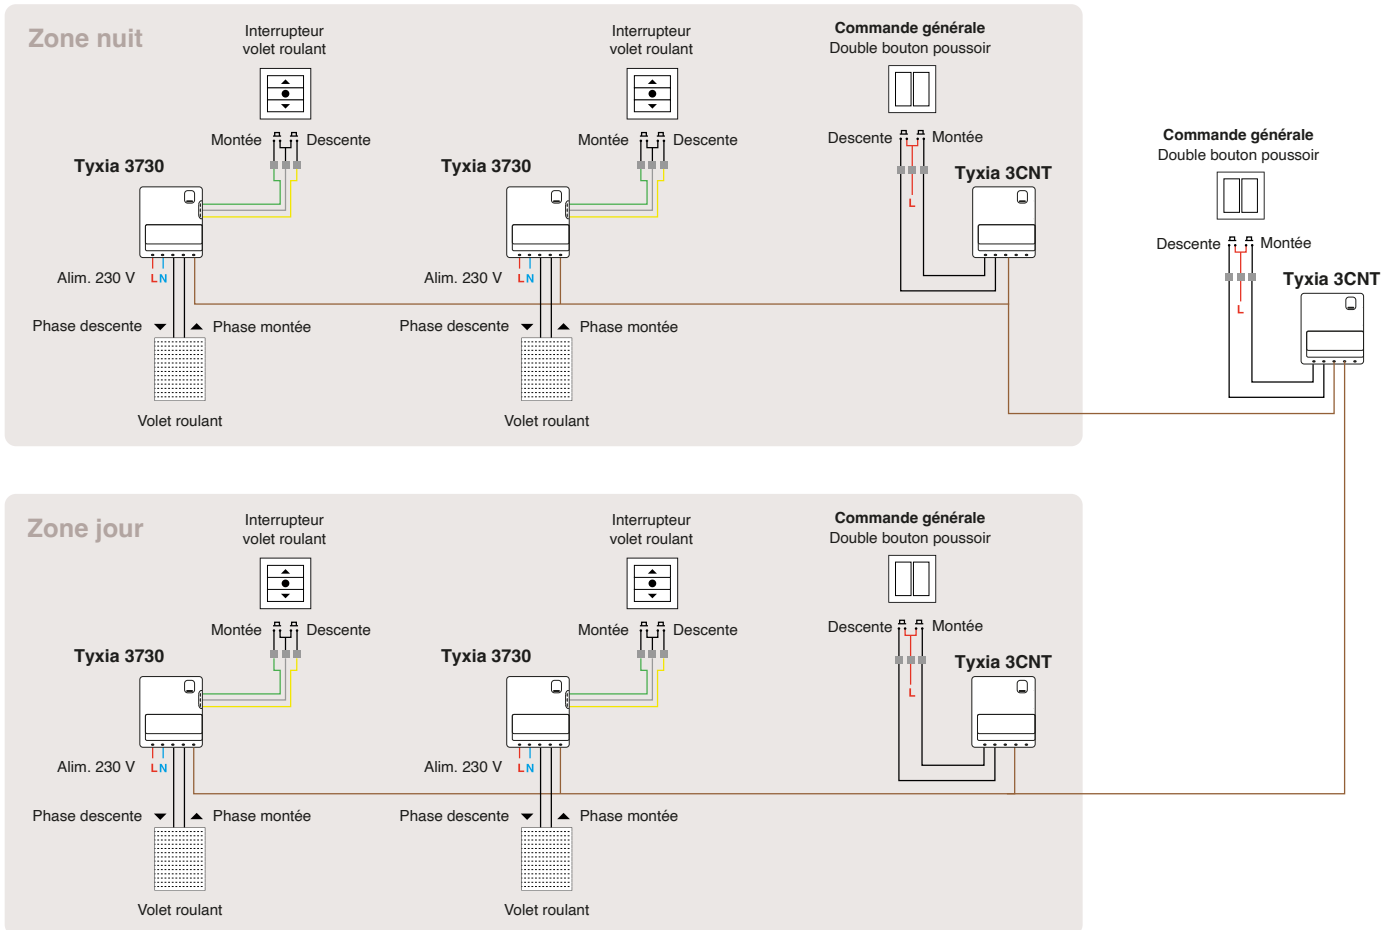 Zone nuit
Interrupteur
volet roulant
Montée
Descente
Tyxia 3730
Alim. 230 V
L N
Phase descente
Phase montée
Volet roulant
Interrupteur
volet roulant
Montée
Descente
Tyxia 3730
Alim. 230 V
L N
Phase descente
Phase montée
Volet roulant
Commande générale
Double bouton poussoir
Descente
Montée
L
Tyxia 3CNT
Commande générale
Double bouton poussoir
Descente
Montée
L
Tyxia 3CNT
Zone jour
Interrupteur
volet roulant
Montée
Descente
Tyxia 3730
Alim. 230 V
L N
Phase descente
Phase montée
Volet roulant
Interrupteur
volet roulant
Montée
Descente
Tyxia 3730
Alim. 230 V
L N
Phase descente
Phase montée
Volet roulant
Commande générale
Double bouton poussoir
Descente
Montée
L
Tyxia 3CNT